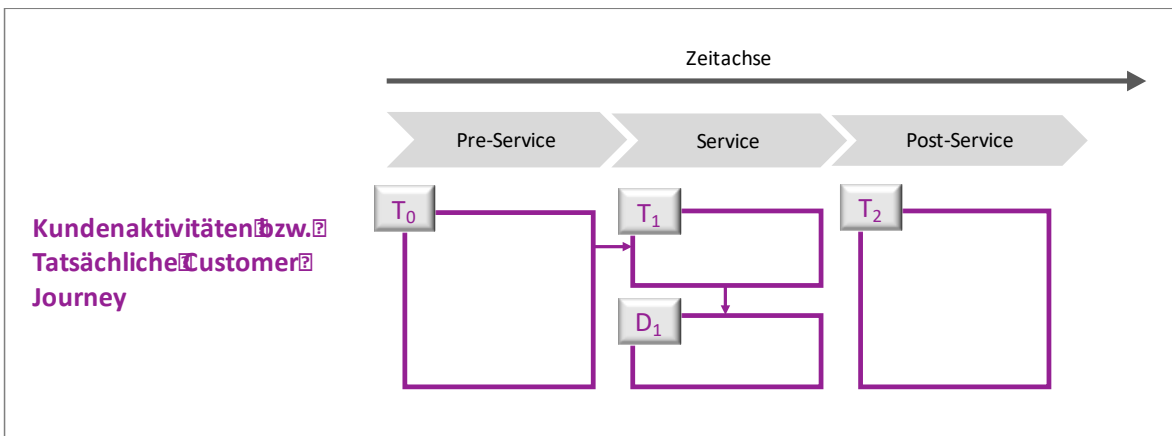 Zeitachse
Pre-Service
Service
Post-Service
T₀
T₁
T₂
Kundenaktivitäten⍰bzw.⍰
Tatsächliche⍰Customer⍰
Journey
D₁